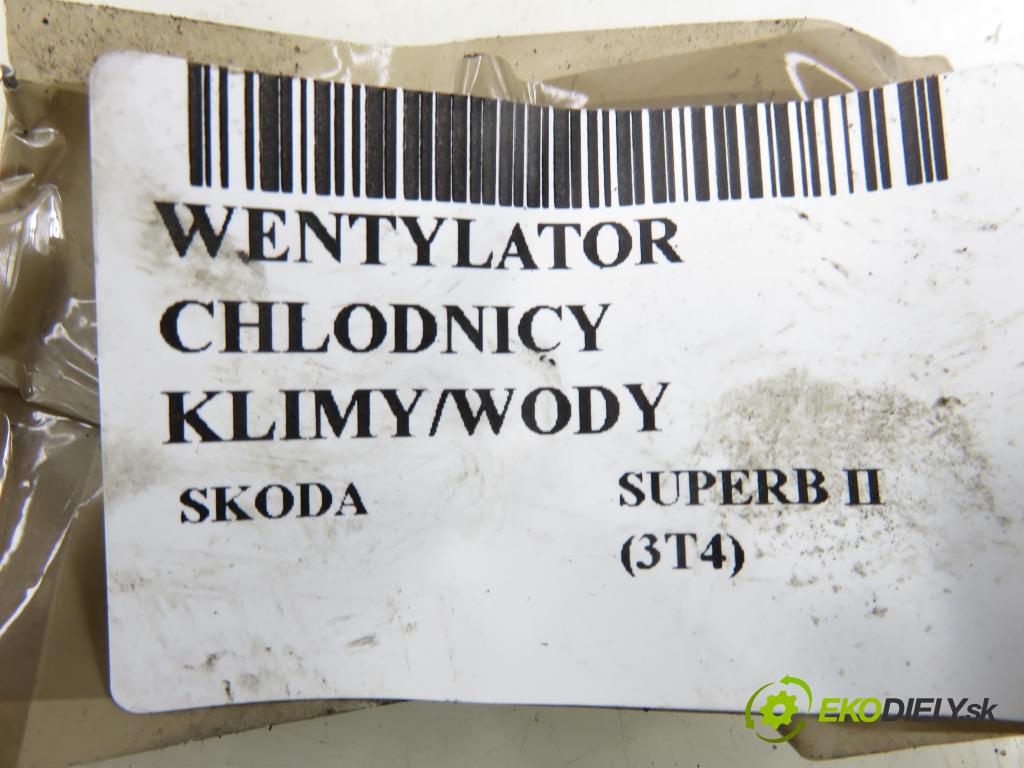 WENTYLATOR
CHLODNICY
KLIMY/WODY
SKODA SUPERB II
(3T4)
EKODIELY.sk